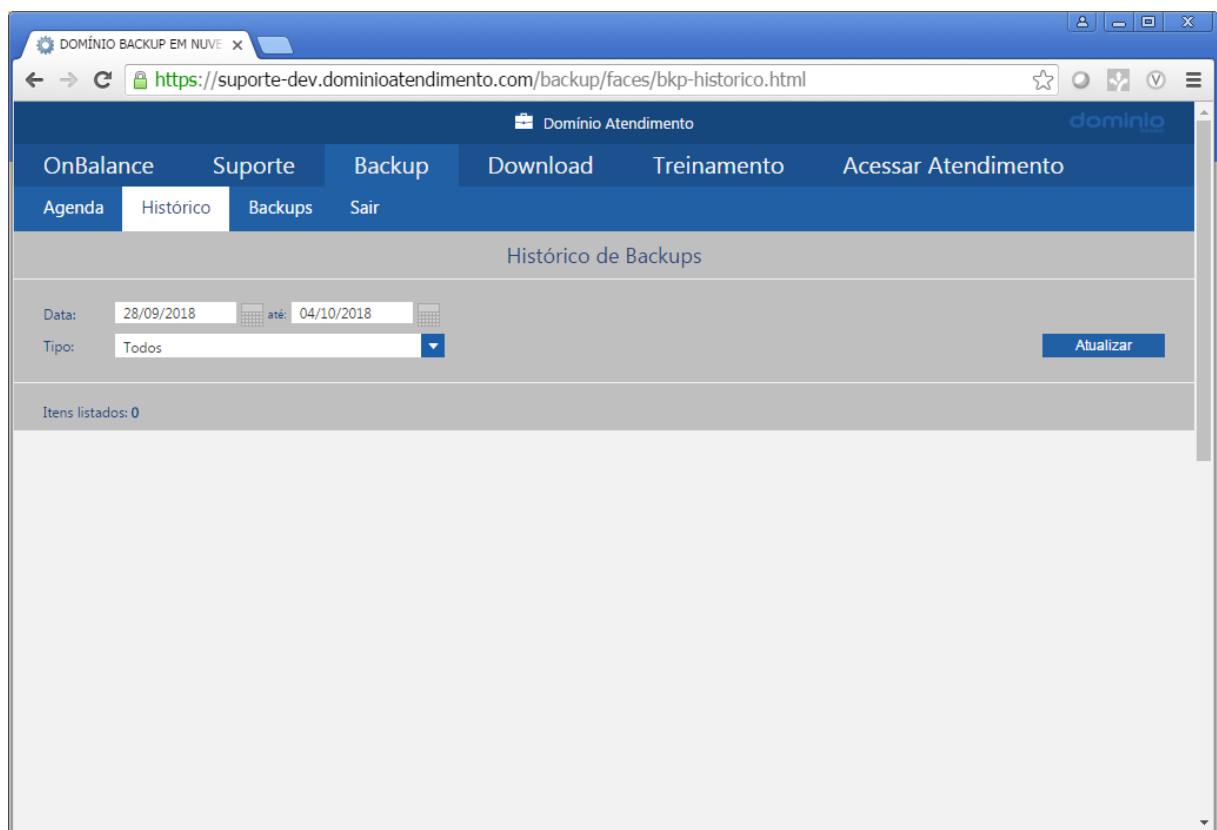 DOMÍNIO BACKUP EM NUVE
https://suporte-dev.dominioatendimento.com/backup/faces/bkp-historico.html
Domínio Atendimento
domínio
OnBalance Suporte Backup Download Treinamento Acessar Atendimento
Agenda Histórico Backups Sair
Histórico de Backups
Data: 28/09/2018 até: 04/10/2018
Tipo: Todos Atualizar
Itens listados: 0